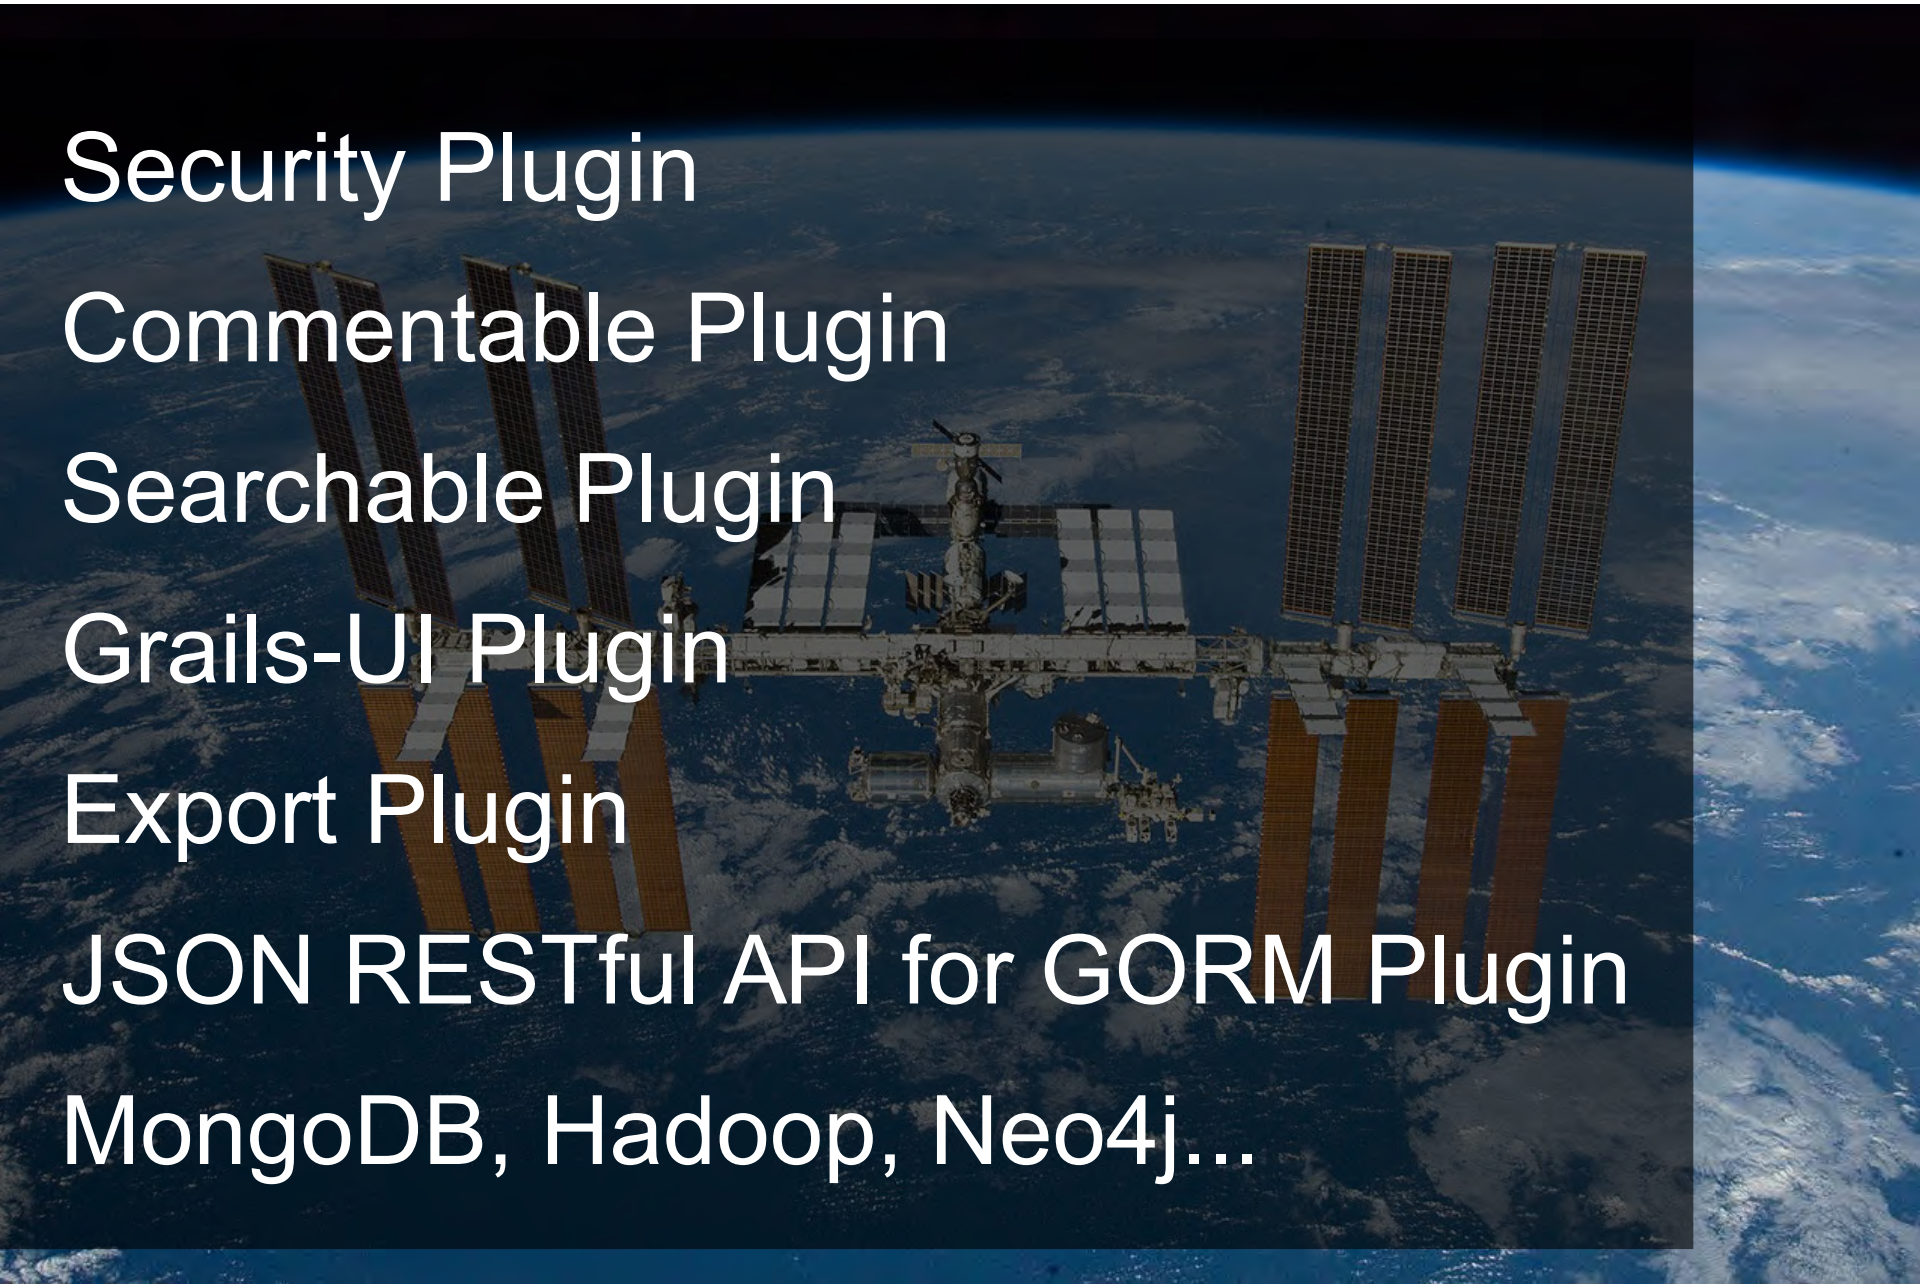 Security Plugin
Commentable Plugin
Searchable Plugin
Grails-UI Plugin
Export Plugin
JSON RESTful API for GORM Plugin
MongoDB, Hadoop, Neo4j...